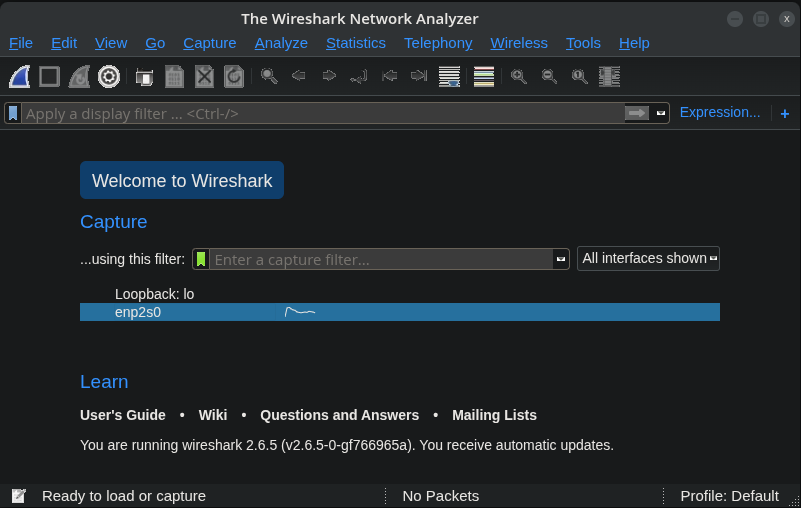 The Wireshark Network Analyzer
File Edit View Go Capture Analyze Statistics Telephony Wireless Tools Help
Apply a display filter ... <Ctrl-/> Expression... +
Welcome to Wireshark
Capture
...using this filter: Enter a capture filter... All interfaces shown
Loopback: lo
enp2s0
Learn
User's Guide • Wiki • Questions and Answers • Mailing Lists
You are running wireshark 2.6.5 (v2.6.5-0-gf766965a). You receive automatic updates.
Ready to load or capture No Packets Profile: Default